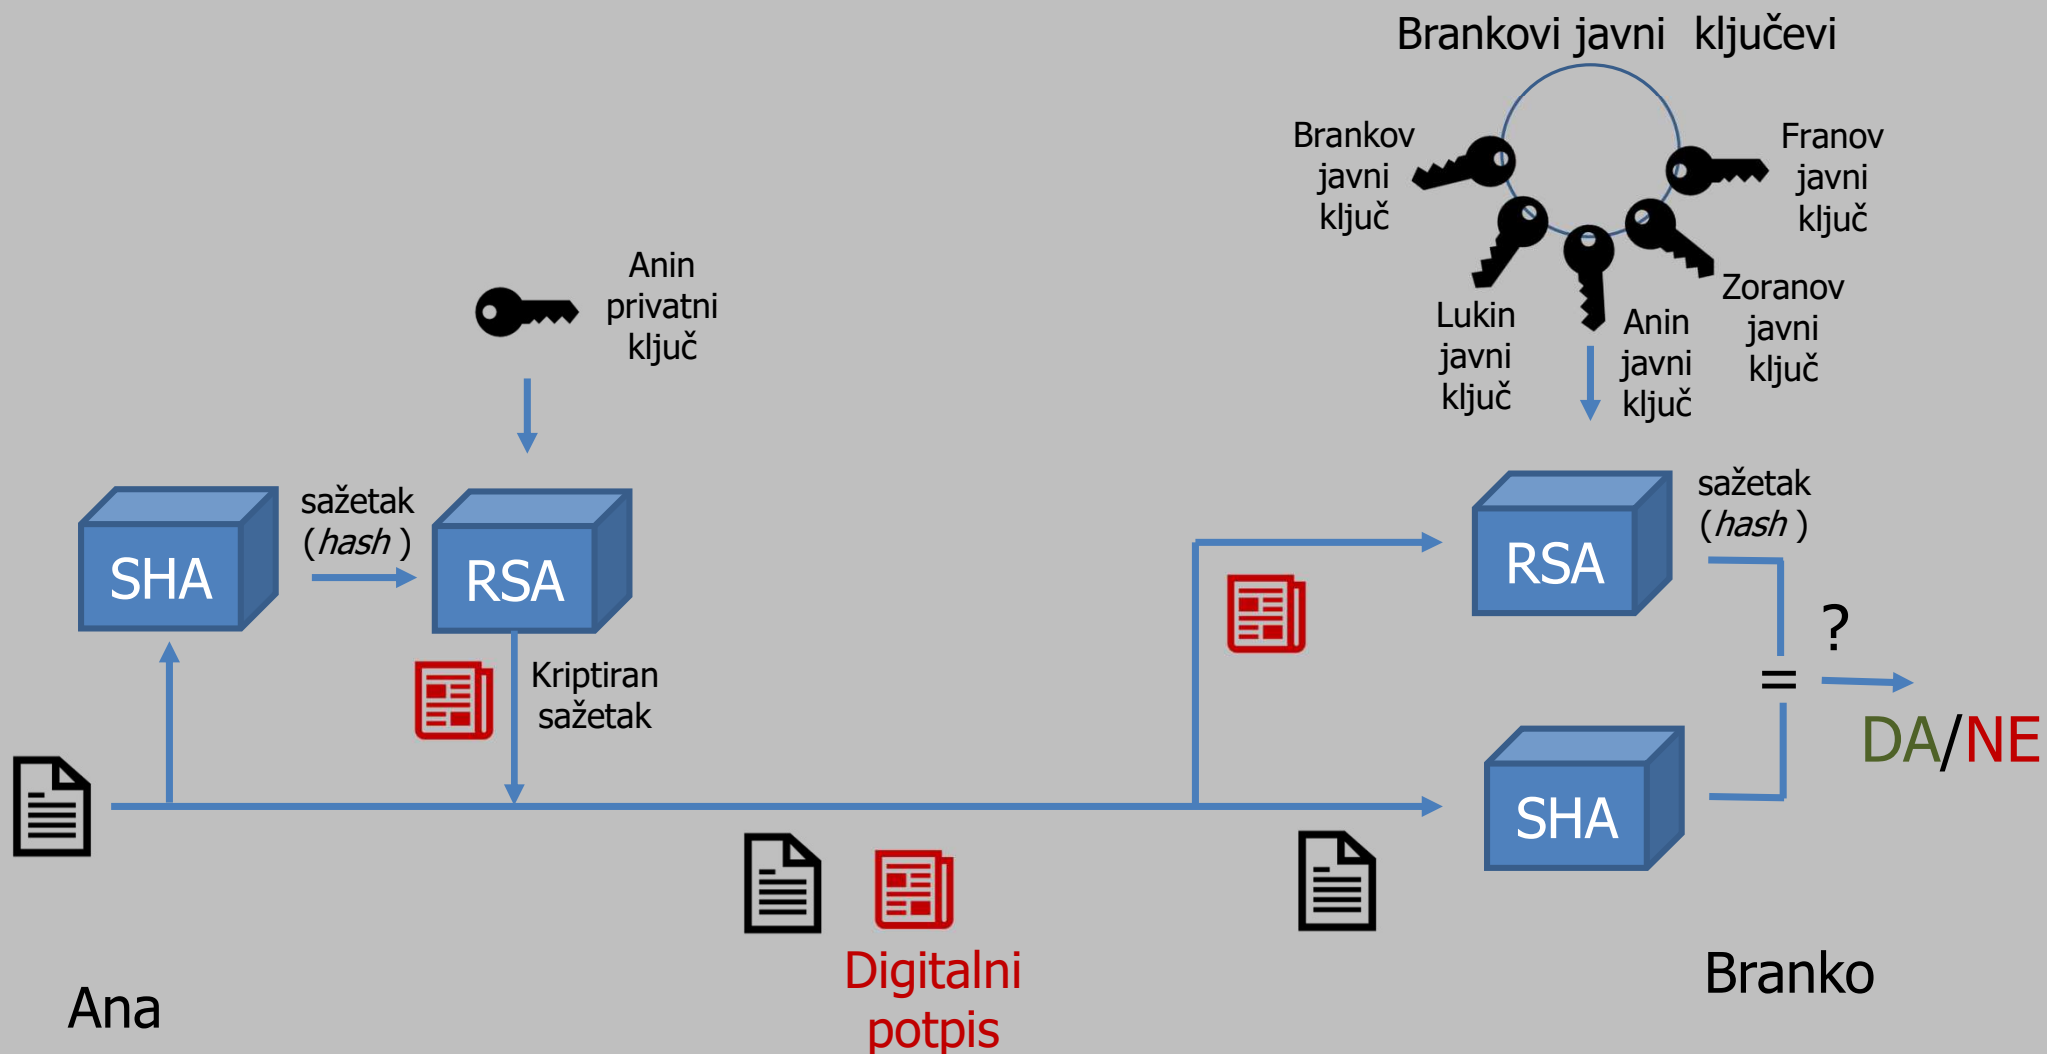 Brankovi javni ključevi
Brankov
javni
ključ
Franov
javni
ključ
Anin
privatni
ključ
Lukin
javni
ključ
Anin
javni
ključ
Zoranov
javni
ključ
SHA
sažetak
(hash )
RSA
Kriptiran
sažetak
RSA
sažetak
(hash )
?
=
DA/NE
SHA
Digitalni
potpis
Ana
Branko